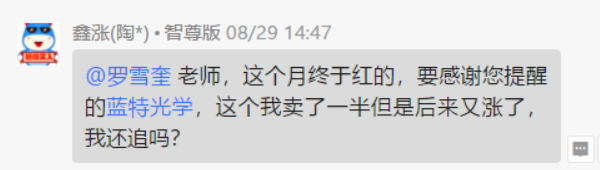 鑫涨(陶*) • 智尊版 08/29 14:47
@罗雪奎 老师，这个月终于红的，要感谢您提醒
的蓝特光学，这个我卖了一半但是后来又涨了，
我还追吗？